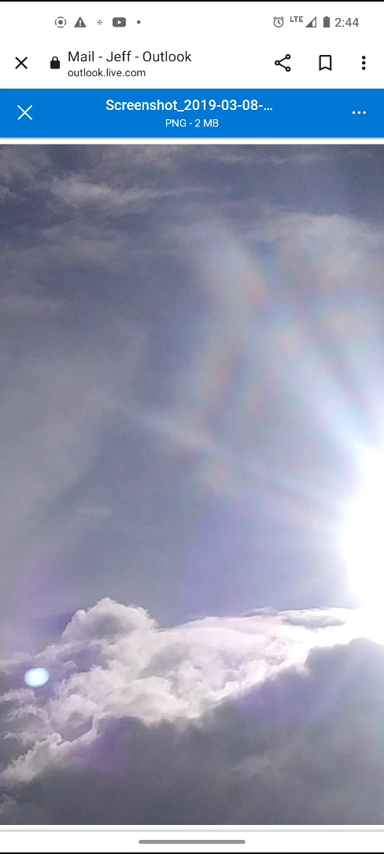 LTE 2:44
Mail - Jeff - Outlook
outlook.live.com
Screenshot_2019-03-08-...
PNG - 2 MB